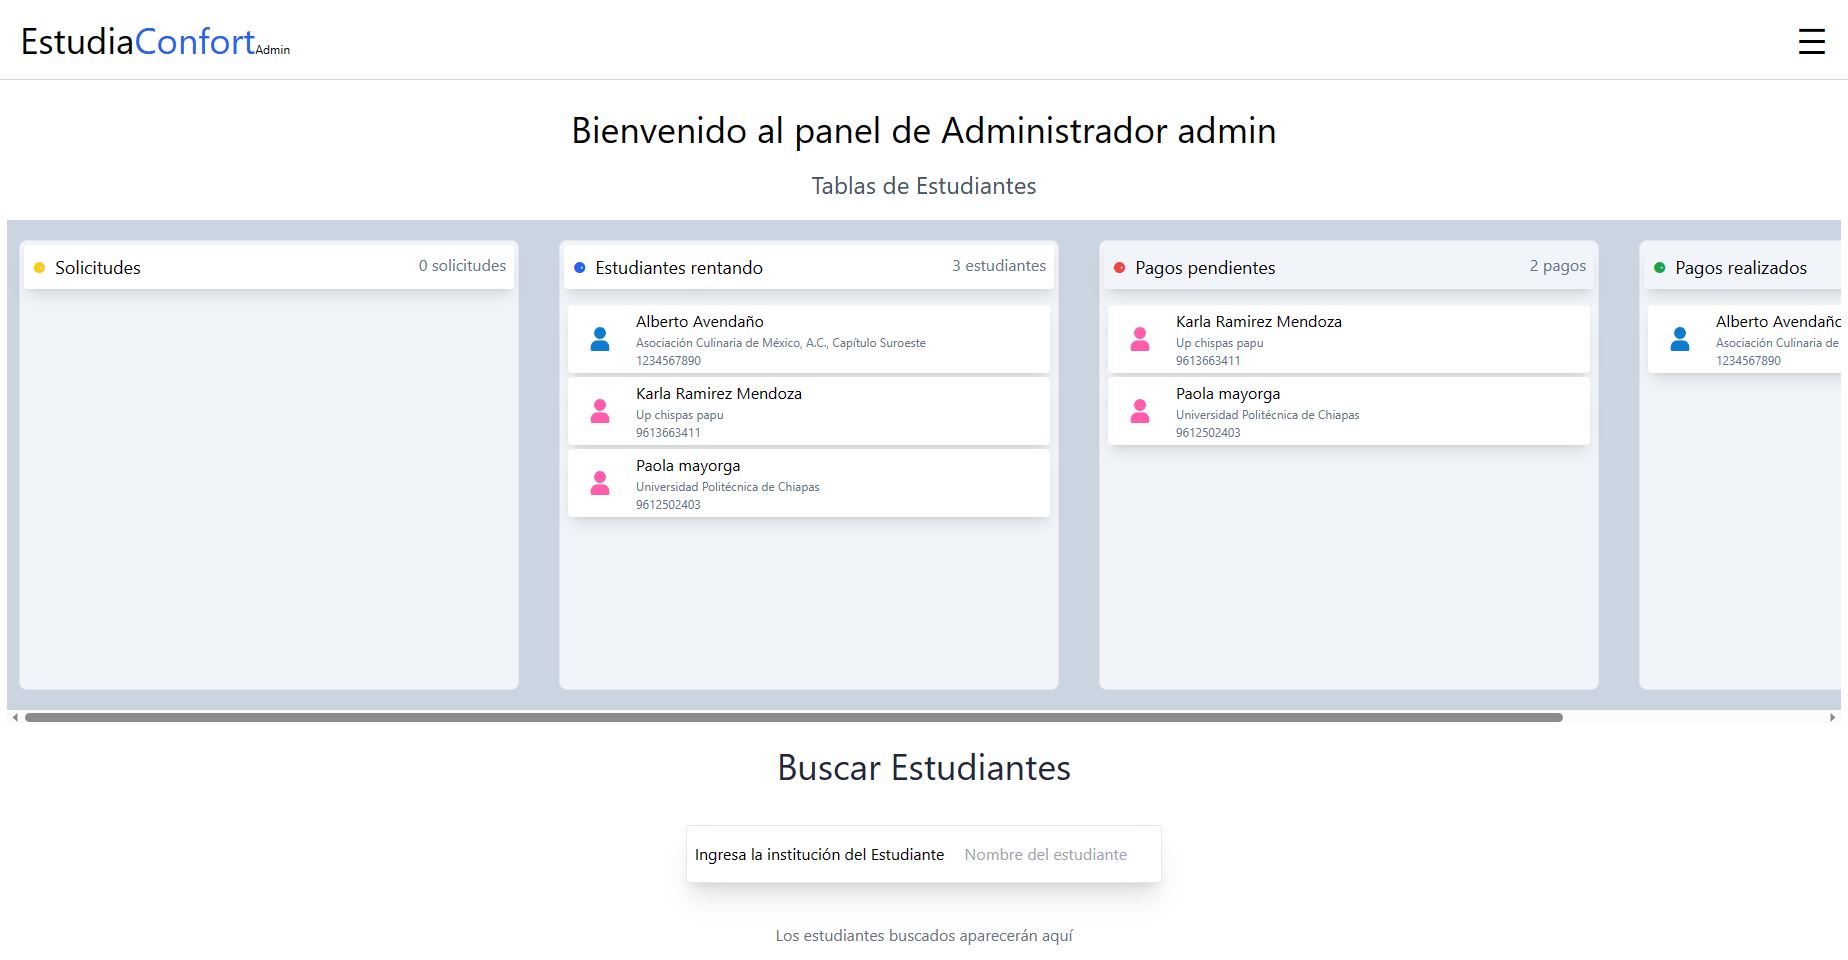 EstudiaConfortAdmin
Bienvenido al panel de Administrador admin
Tablas de Estudiantes
Solicitudes
0 solicitudes
Estudiantes rentando
3 estudiantes
Alberto Avendaño
Asociación Culinaria de México, A.C., Capítulo Suroeste
1234567890
Karla Ramirez Mendoza
Up chispas papu
9613663411
Paola mayorga
Universidad Politécnica de Chiapas
9612502403
Pagos pendientes
2 pagos
Karla Ramirez Mendoza
Up chispas papu
9613663411
Paola mayorga
Universidad Politécnica de Chiapas
9612502403
Pagos realizados
Alberto Avendaño
Asociación Culinaria de
1234567890
Buscar Estudiantes
Ingresa la institución del Estudiante
Nombre del estudiante
Los estudiantes buscados aparecerán aquí